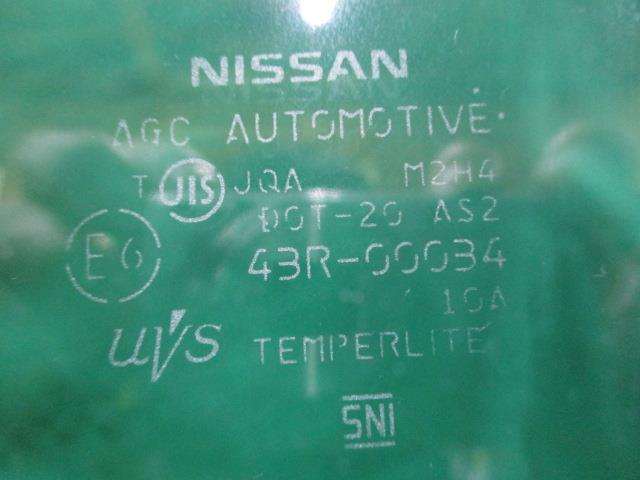 NISSAN
AGC AUTOMOTIVE
T JIS JQA M2H4
DOT-20 AS2
E6 43R-00034
10A
UVS TEMPERLITE
SNI